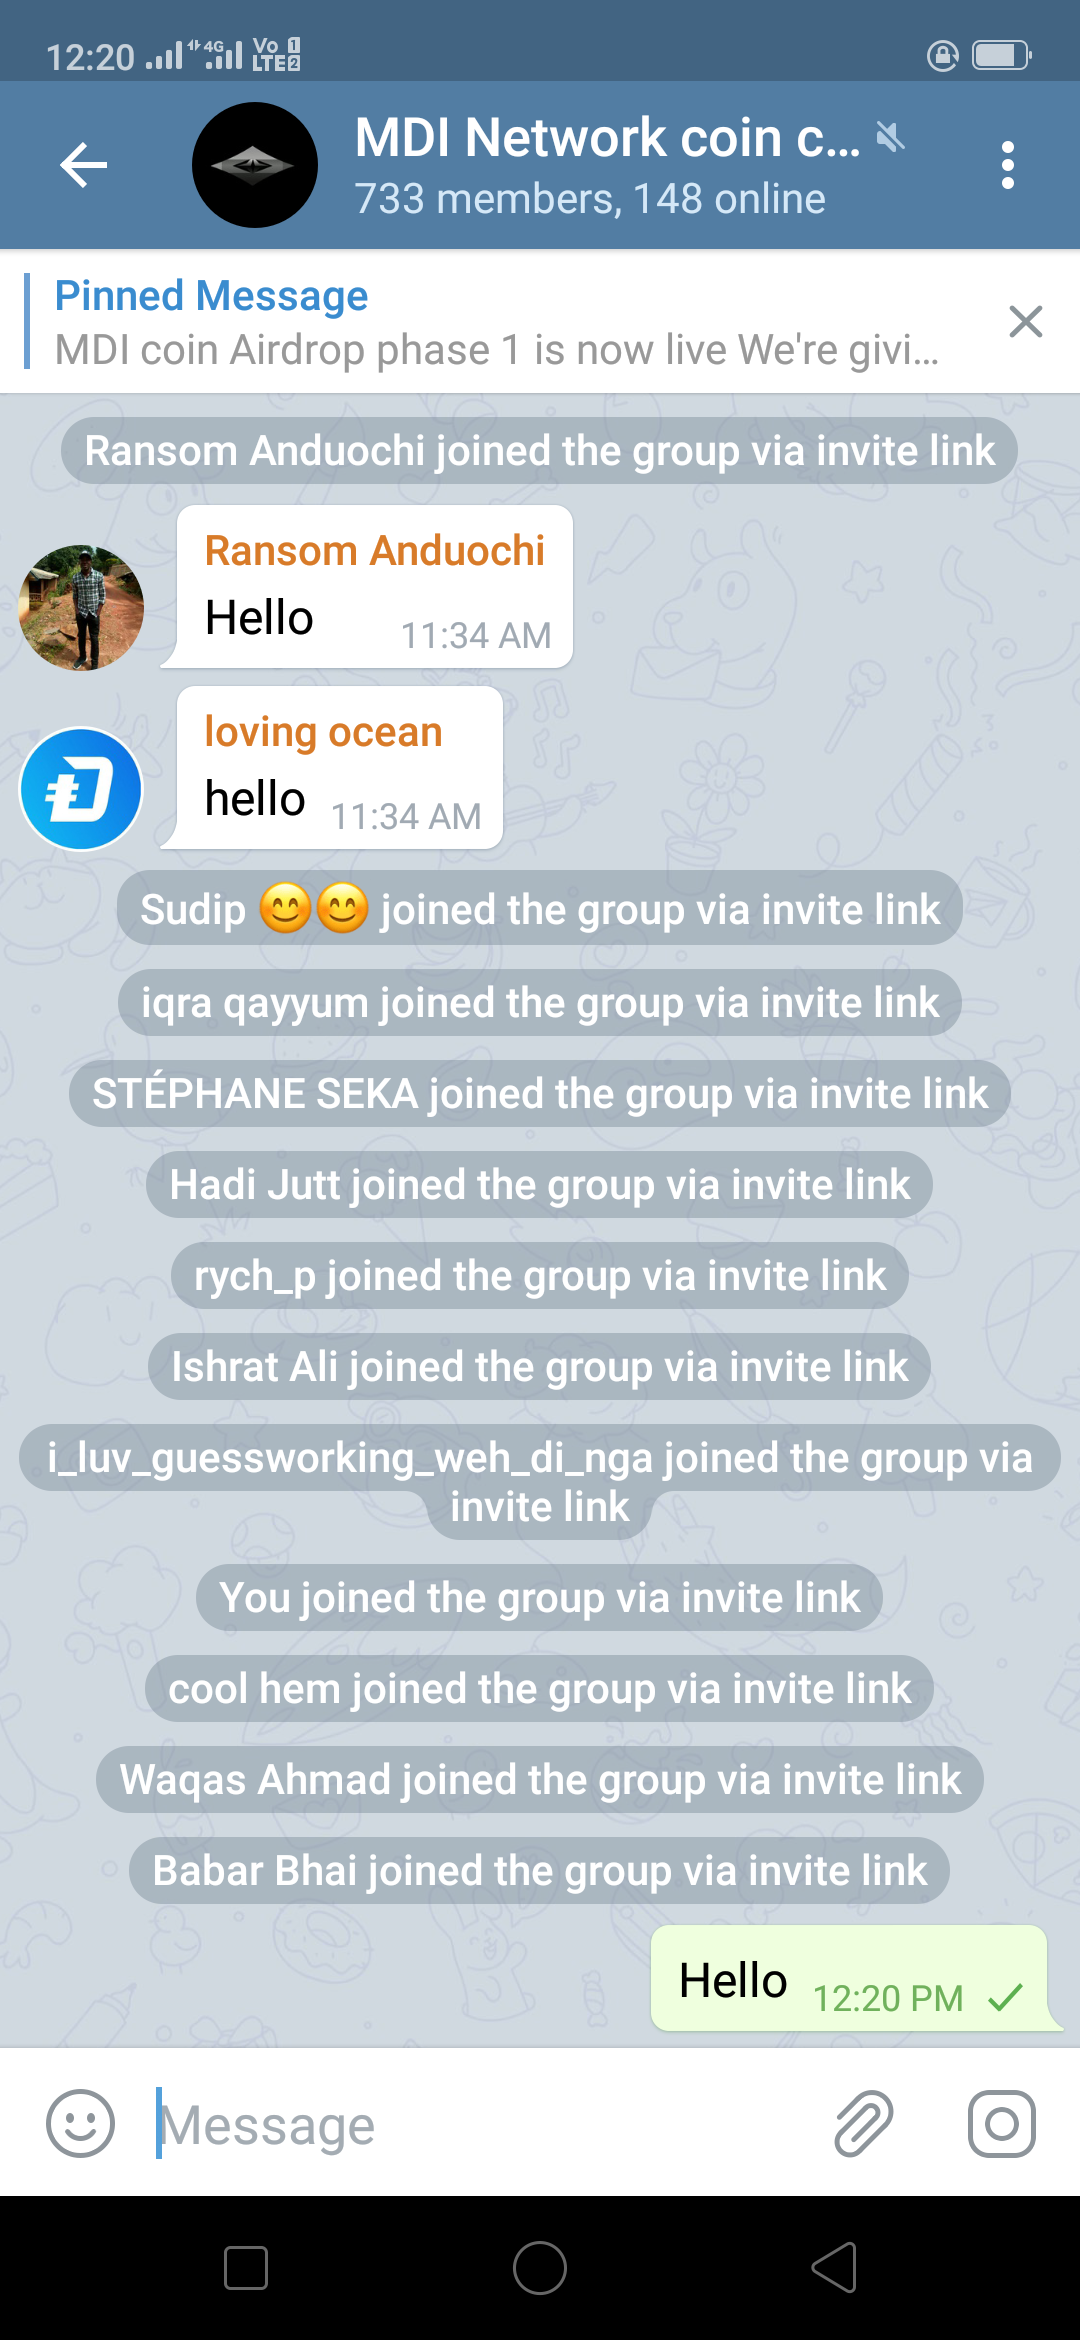 12:20 4G Vo LTE 1 2
MDI Network coin c...
733 members, 148 online
Pinned Message
MDI coin Airdrop phase 1 is now live We're givi...
Ransom Anduochi joined the group via invite link
Ransom Anduochi
Hello 11:34 AM
loving ocean
hello 11:34 AM
Sudip 😊😊 joined the group via invite link
iqra qayyum joined the group via invite link
STÉPHANE SEKA joined the group via invite link
Hadi Jutt joined the group via invite link
rych_p joined the group via invite link
Ishrat Ali joined the group via invite link
i_luv_guessworking_weh_di_nga joined the group via
invite link
You joined the group via invite link
cool hem joined the group via invite link
Waqas Ahmad joined the group via invite link
Babar Bhai joined the group via invite link
Hello 12:20 PM
Message